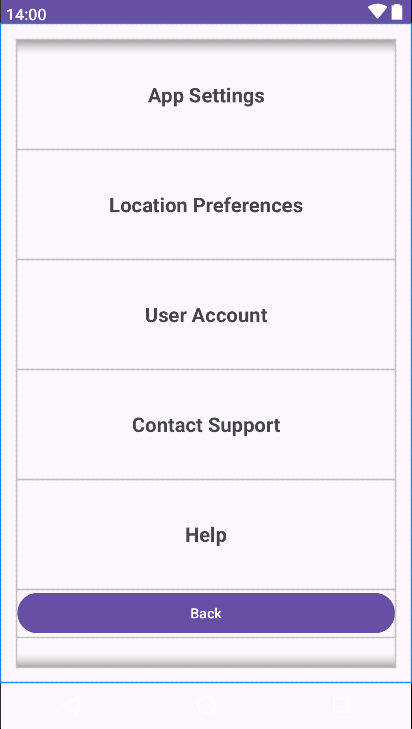 14:00
App Settings
Location Preferences
User Account
Contact Support
Help
Back